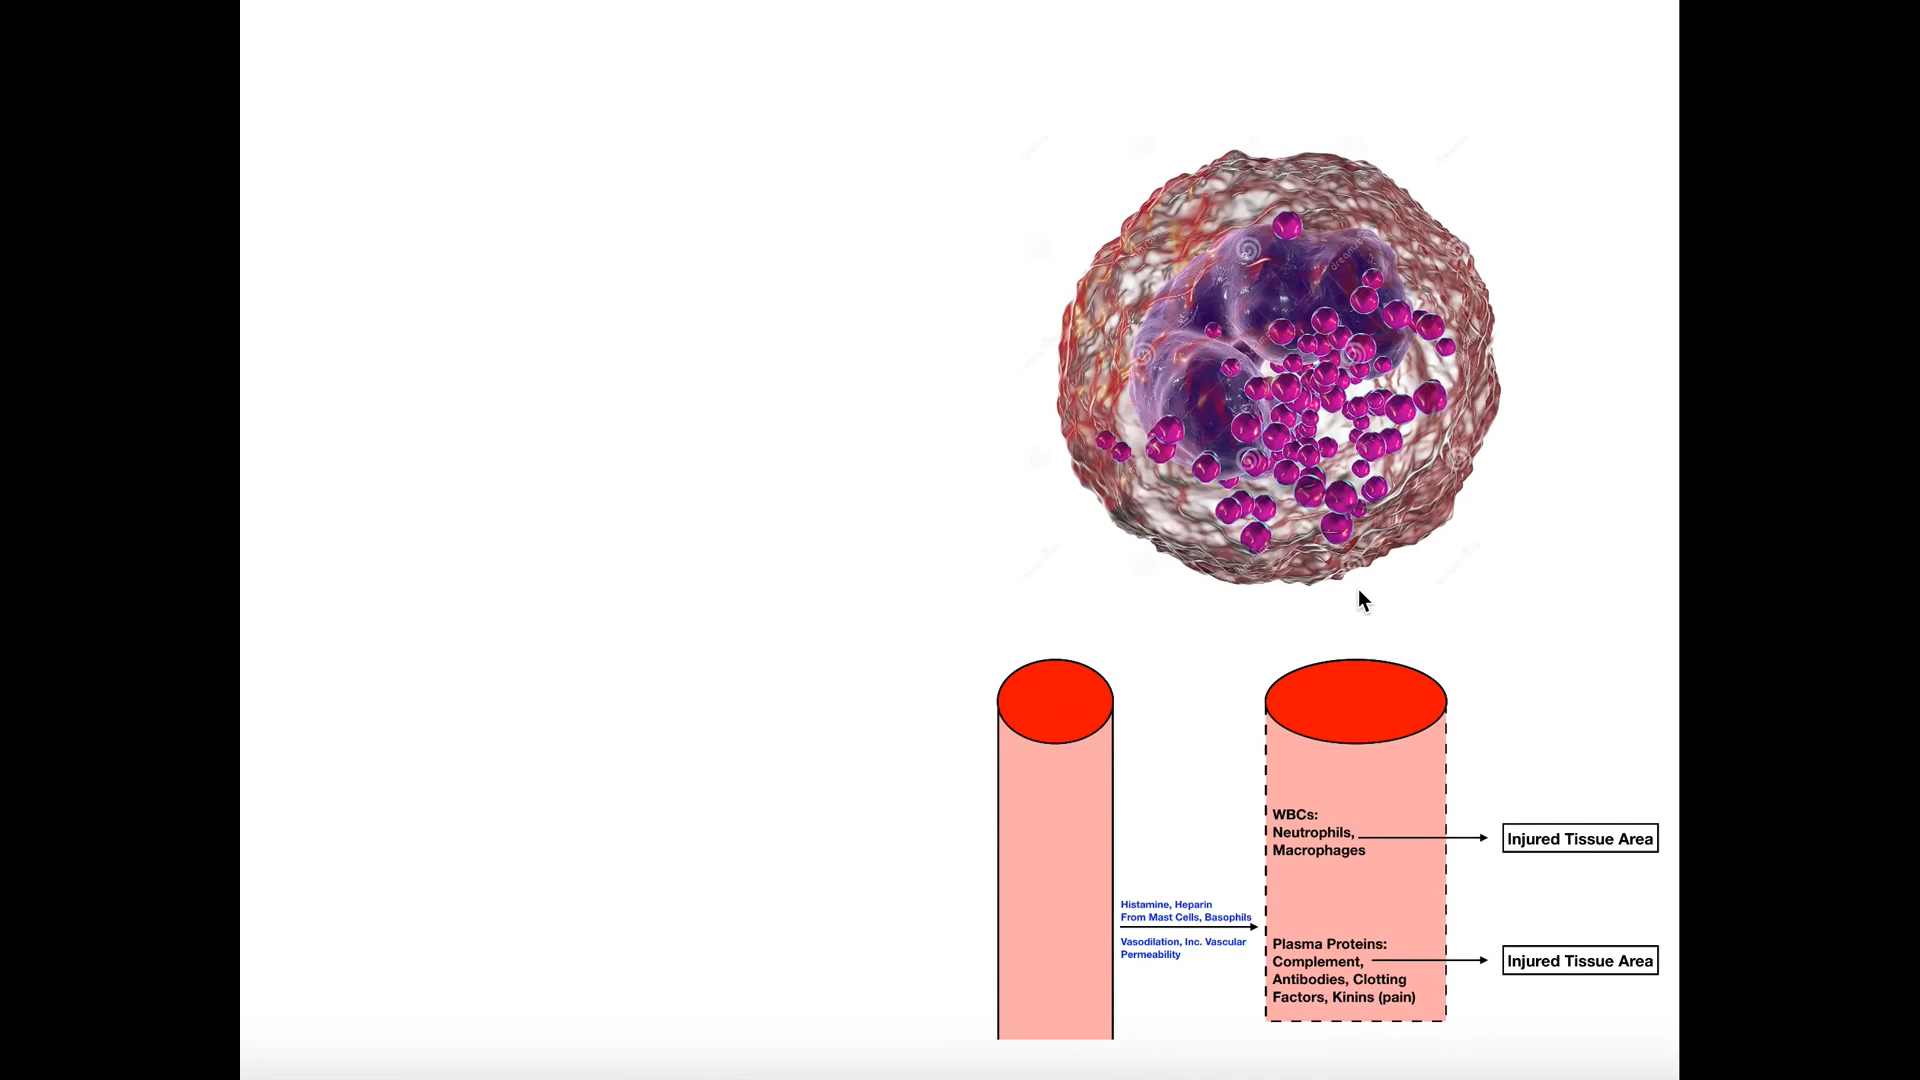 WBCs:
Neutrophils,
Macrophages
Injured Tissue Area
Histamine, Heparin
From Mast Cells, Basophils
Vasodilation, Inc. Vascular
Permeability
Plasma Proteins:
Complement,
Antibodies, Clotting
Factors, Kinins (pain)
Injured Tissue Area